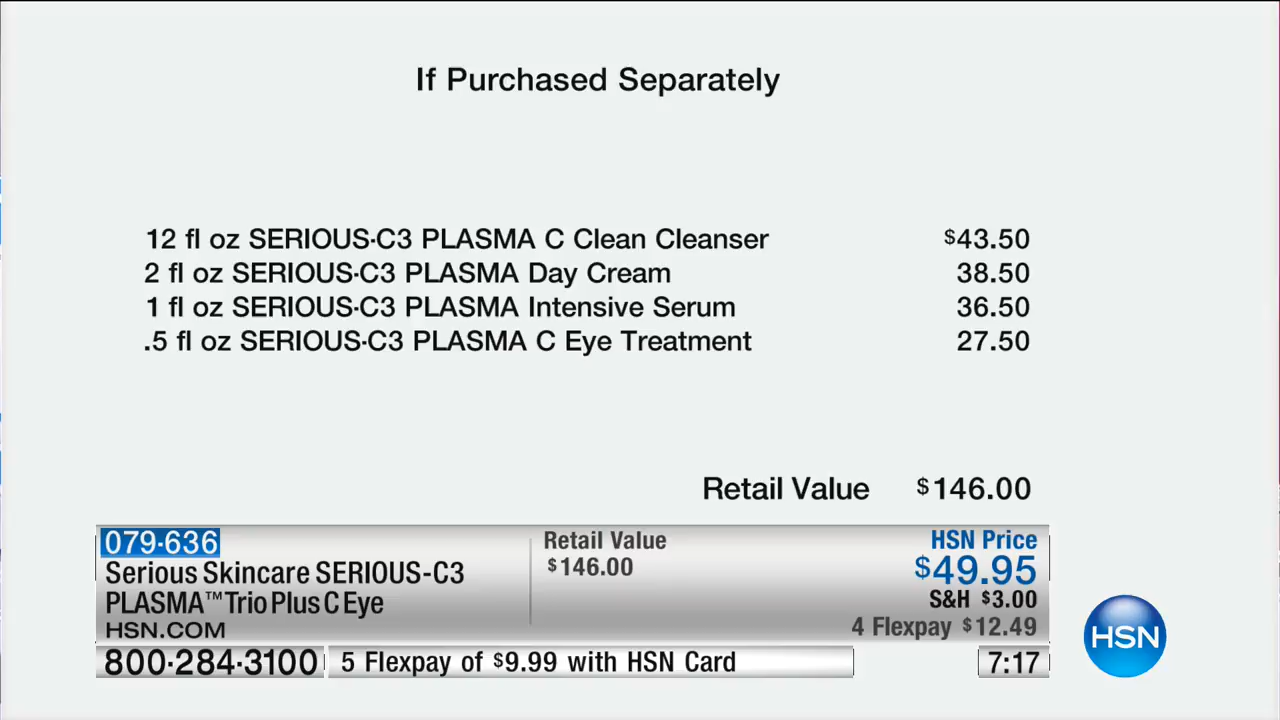 If Purchased Separately
12 fl oz SERIOUS·C3 PLASMA C Clean Cleanser $43.50
2 fl oz SERIOUS·C3 PLASMA Day Cream 38.50
1 fl oz SERIOUS·C3 PLASMA Intensive Serum 36.50
.5 fl oz SERIOUS·C3 PLASMA C Eye Treatment 27.50
Retail Value $146.00
079·636
Serious Skincare SERIOUS-C3
PLASMA™ Trio Plus C Eye
HSN.COM
Retail Value
$146.00
HSN Price
$49.95
S&H $3.00
4 Flexpay $12.49
800·284·3100
5 Flexpay of $9.99 with HSN Card
7:17
HSN